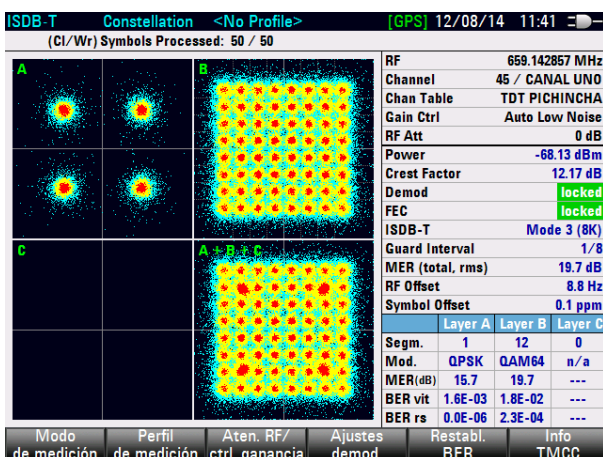 ISDB-T Constellation <No Profile> [GPS] 12/08/14 11:41
(Cl/Wr) Symbols Processed: 50 / 50
A
B
C
A + B + C
RF 659.142857 MHz
Channel 45 / CANAL UNO
Chan Table TDT PICHINCHA
Gain Ctrl Auto Low Noise
RF Att 0 dB
Power -68.13 dBm
Crest Factor 12.17 dB
Demod locked
FEC locked
ISDB-T Mode 3 (8K)
Guard Interval 1/8
MER (total, rms) 19.7 dB
RF Offset 8.8 Hz
Symbol Offset 0.1 ppm
Layer A Layer B Layer C
Segm. 1 12 0
Mod. QPSK QAM64 n/a
MER(dB) 15.7 19.7 ---
BER vit 1.6E-03 1.8E-02 ---
BER rs 0.0E-06 2.3E-04 ---
Modo Perfil Aten. RF/ Ajustes Restabl. Info
de medición de medición ctrl. ganancia demod. BER TMCC